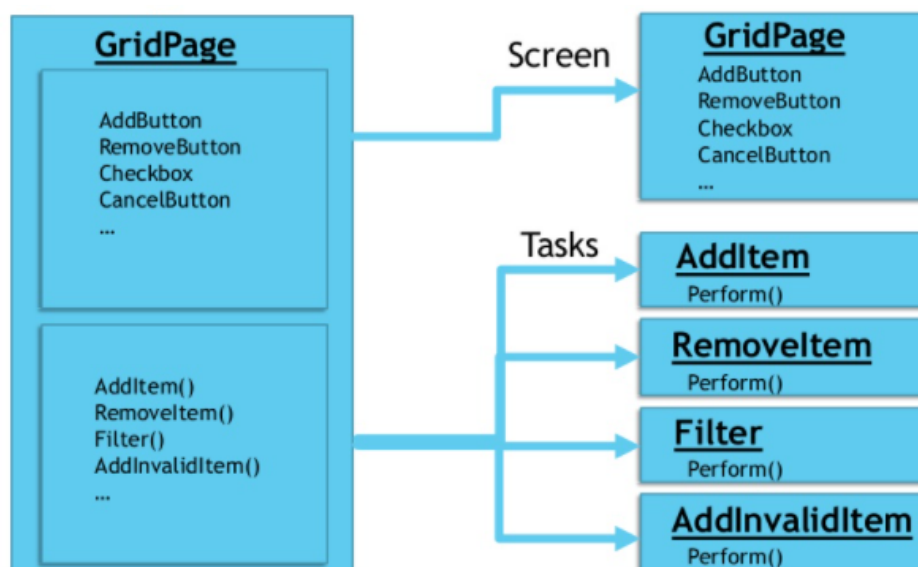 GridPage
AddButton
RemoveButton
Checkbox
CancelButton
...
AddItem()
RemoveItem()
Filter()
AddInvalidItem()
...
Screen
GridPage
AddButton
RemoveButton
Checkbox
CancelButton
...
Tasks
AddItem
Perform()
RemoveItem
Perform()
Filter
Perform()
AddInvalidItem
Perform()